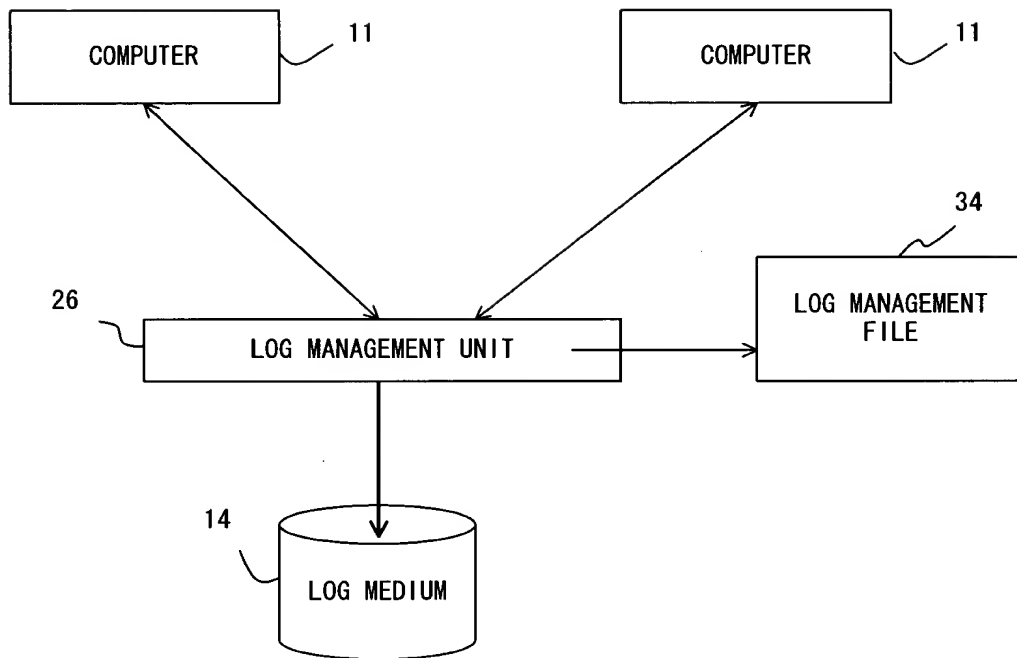 11
11
COMPUTER
COMPUTER
34
26
LOG MANAGEMENT
FILE
LOG MANAGEMENT UNIT
14
LOG MEDIUM